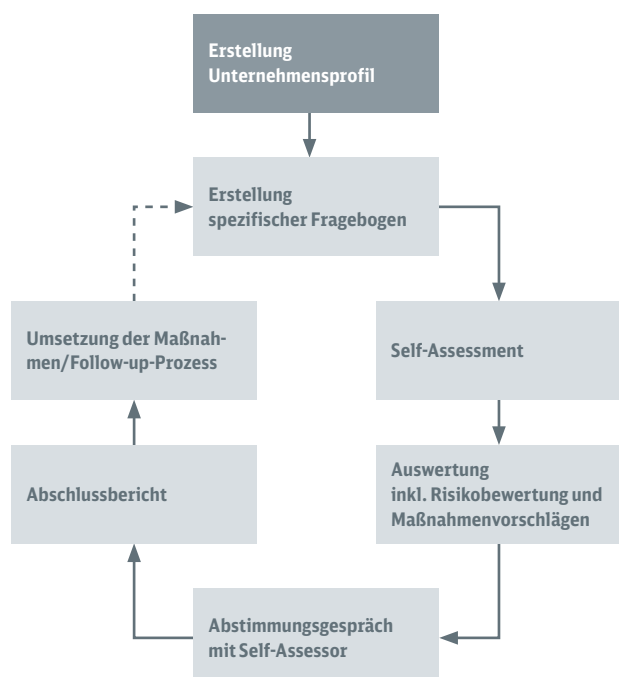 Erstellung
Unternehmensprofil
Erstellung
spezifischer Fragebogen
Self-Assessment
Auswertung
inkl. Risikobewertung und
Maßnahmenvorschlägen
Abstimmungsgespräch
mit Self-Assessor
Abschlussbericht
Umsetzung der Maßnah-
men/Follow-up-Prozess